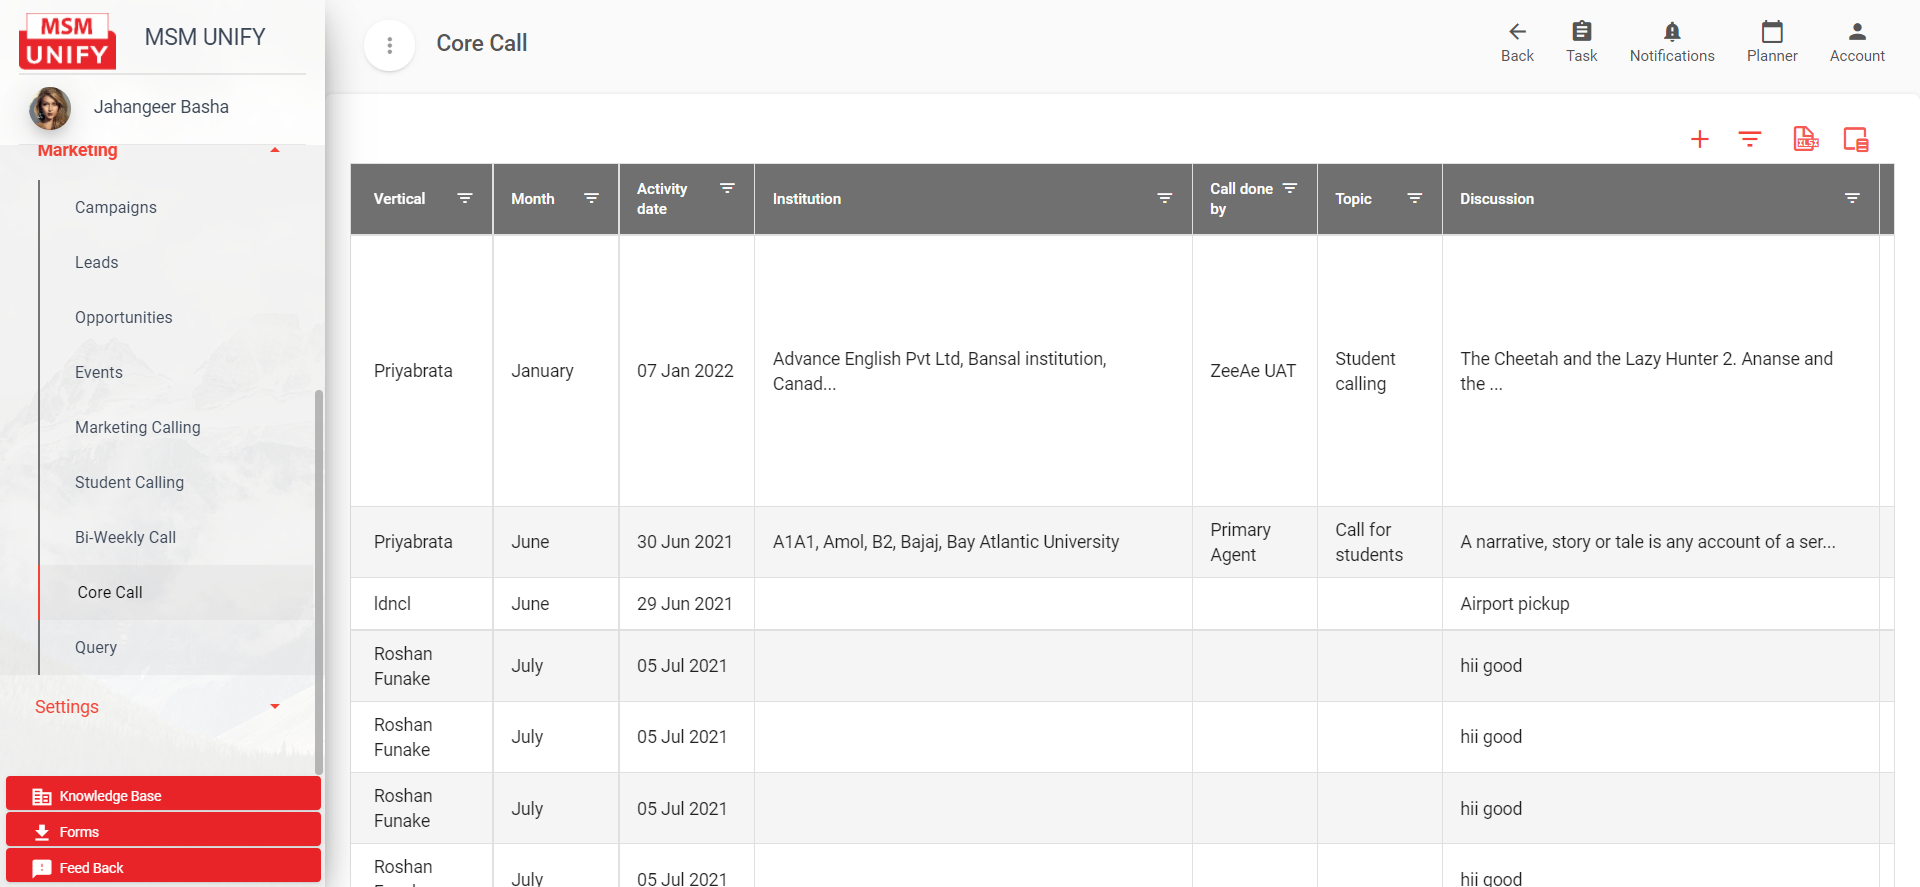 MSM
UNIFY
MSM UNIFY
Jahangeer Basha
Marketing
Campaigns
Leads
Opportunities
Events
Marketing Calling
Student Calling
Bi-Weekly Call
Core Call
Query
Settings
Knowledge Base
Forms
Feed Back
Core Call
Back
Task
Notifications
Planner
Account
XLSX
Vertical
Month
Activity
date
Institution
Call done
by
Topic
Discussion
Priyabrata
January
07 Jan 2022
Advance English Pvt Ltd, Bansal institution,
Canad...
ZeeAe UAT
Student
calling
The Cheetah and the Lazy Hunter 2. Ananse and
the ...
Priyabrata
June
30 Jun 2021
A1A1, Amol, B2, Bajaj, Bay Atlantic University
Primary
Agent
Call for
students
A narrative, story or tale is any account of a ser...
June
29 Jun 2021
Airport pickup
Roshan
Funake
July
05 Jul 2021
hii good
Roshan
Funake
July
05 Jul 2021
hii good
Roshan
Funake
July
05 Jul 2021
hii good
Roshan
July
05 Jul 2021
hii good